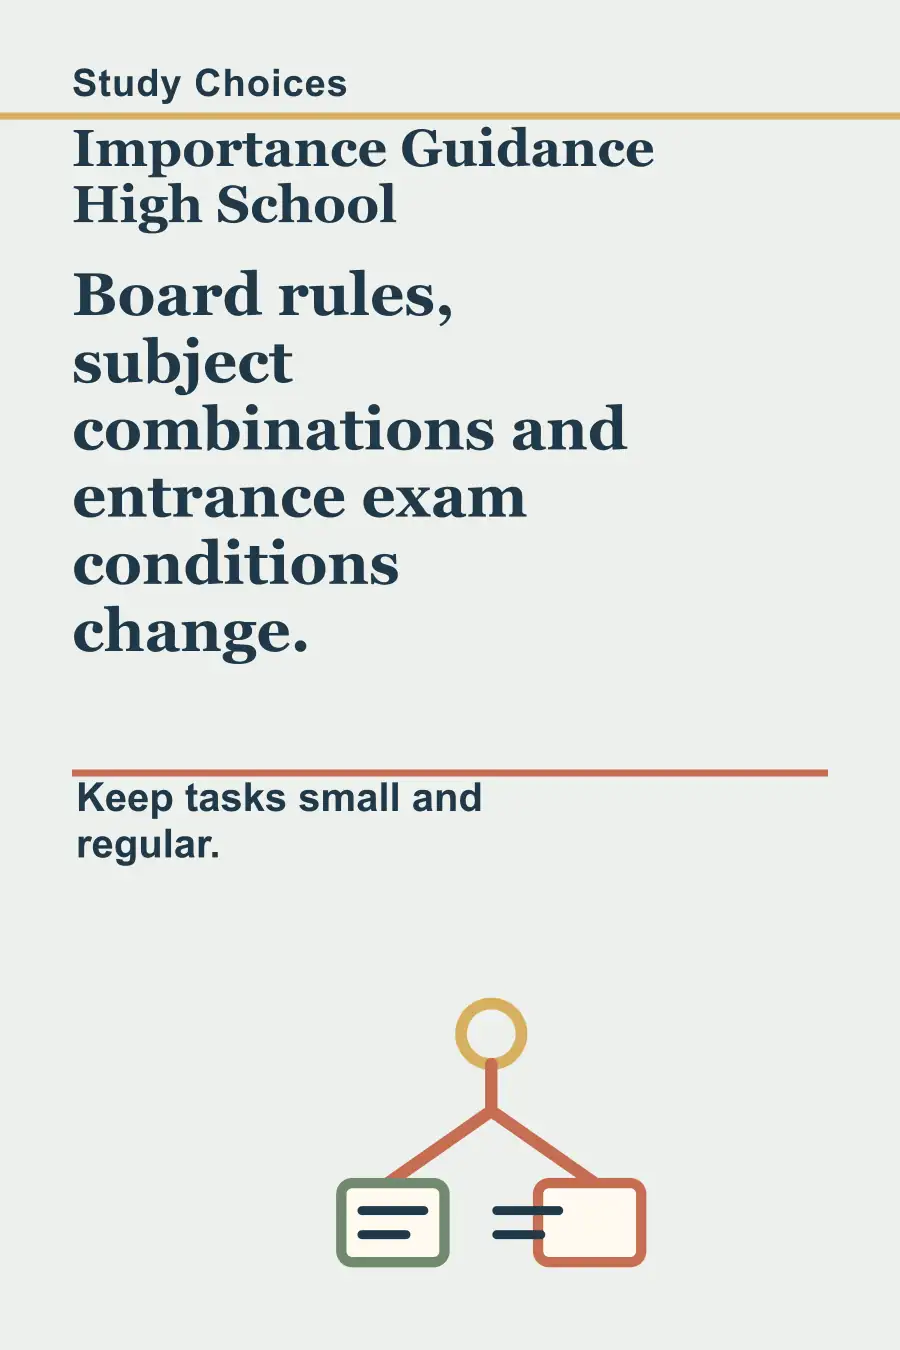 Study Choices
Importance Guidance
High School
Board rules,
subject
combinations and
entrance exam
conditions
change.
Keep tasks small and
regular.